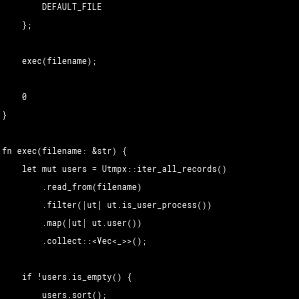 DEFAULT_FILE
};
exec(filename);
0
}
fn exec(filename: &str) {
let mut users = Utmpx::iter_all_records()
.read_from(filename)
.filter(|ut| ut.is_user_process())
.map(|ut| ut.user())
.collect::<Vec<_>>();
if !users.is_empty() {
users.sort();